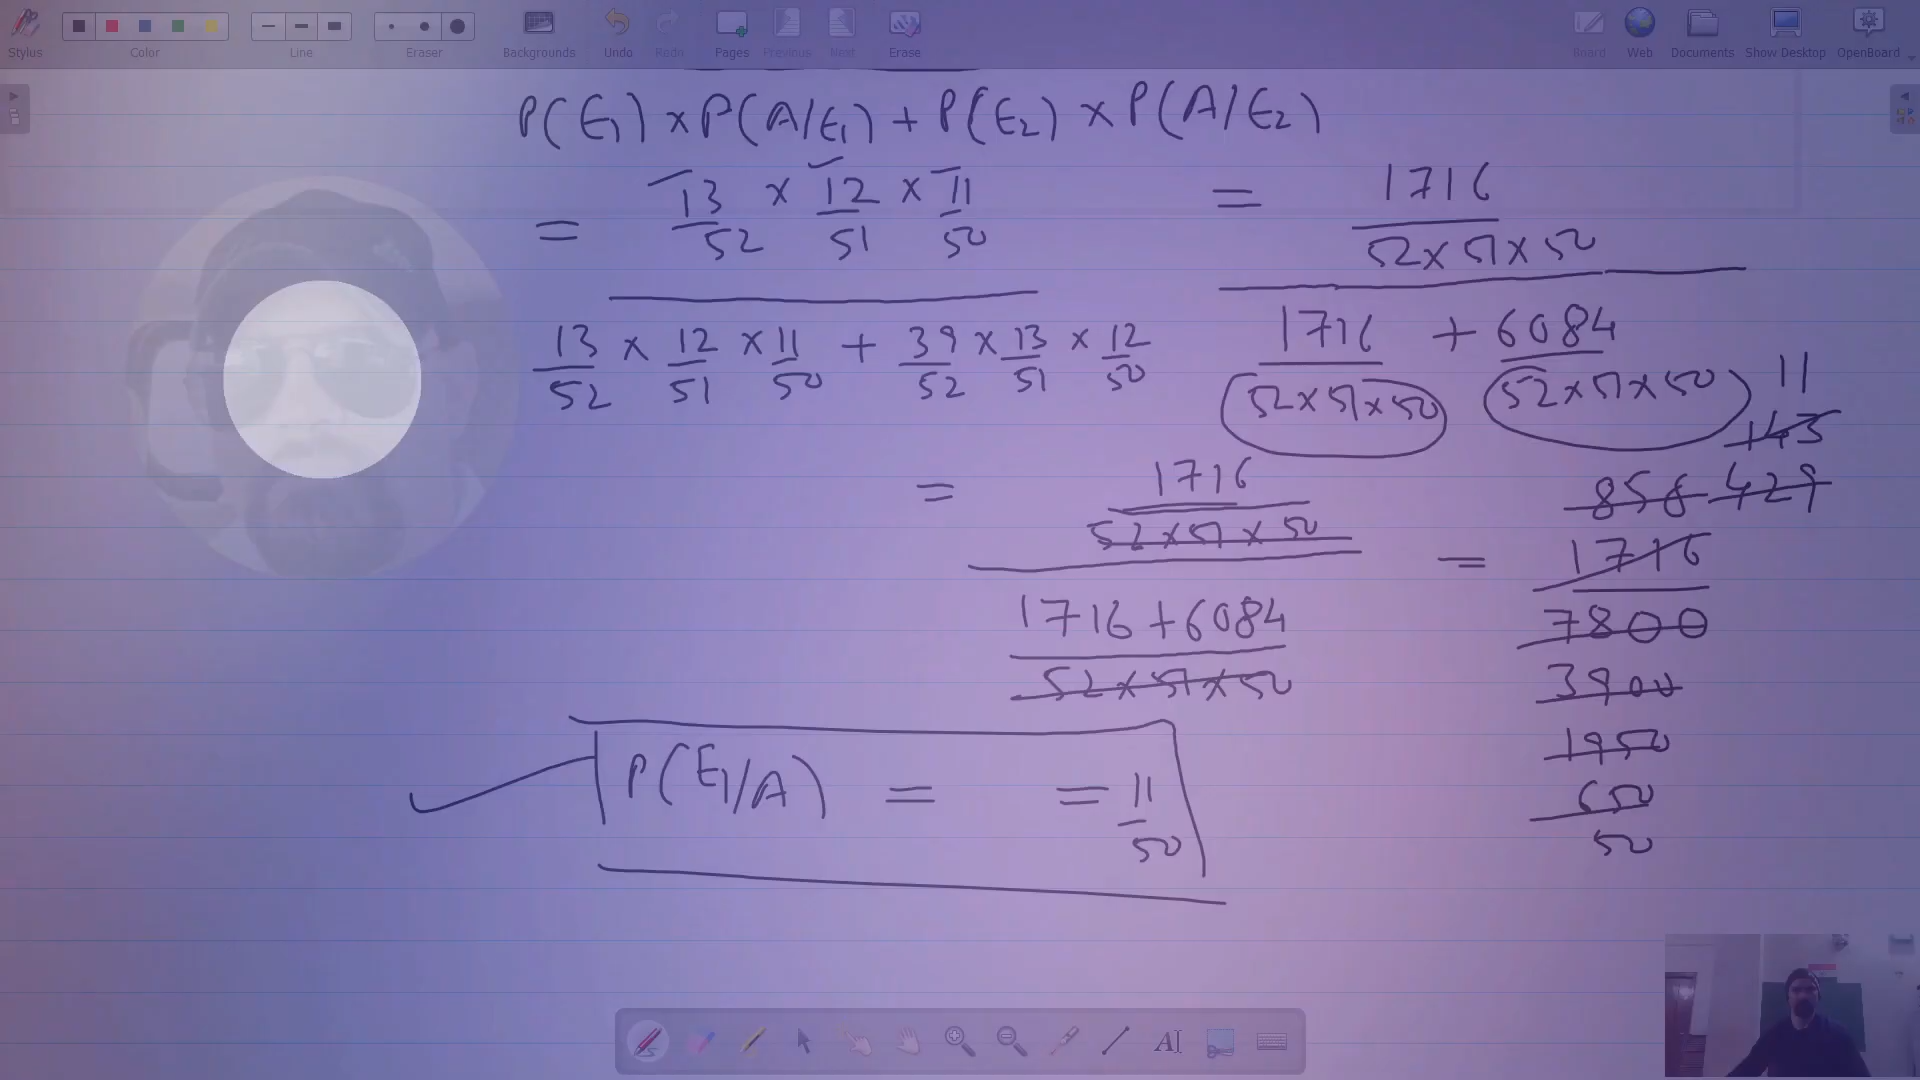 Stylus Color Line Eraser Backgrounds Undo Redo Pages Previous Next Erase Board Web Documents Show Desktop OpenBoard
P(E1) × P(A/E1) + P(E2) × P(A/E2)
= 13/52 × 12/51 × 11/50
13/52 × 12/51 × 11/50 + 39/52 × 13/51 × 12/50
= 1716
52×51×50
1716 + 6084
52×51×50 52×51×50
= 1716
52×51×50
1716+6084
52×51×50
11
143
858 429
= 1716
7800
3900
1950
650
50
P(E1/A) = = 11/50